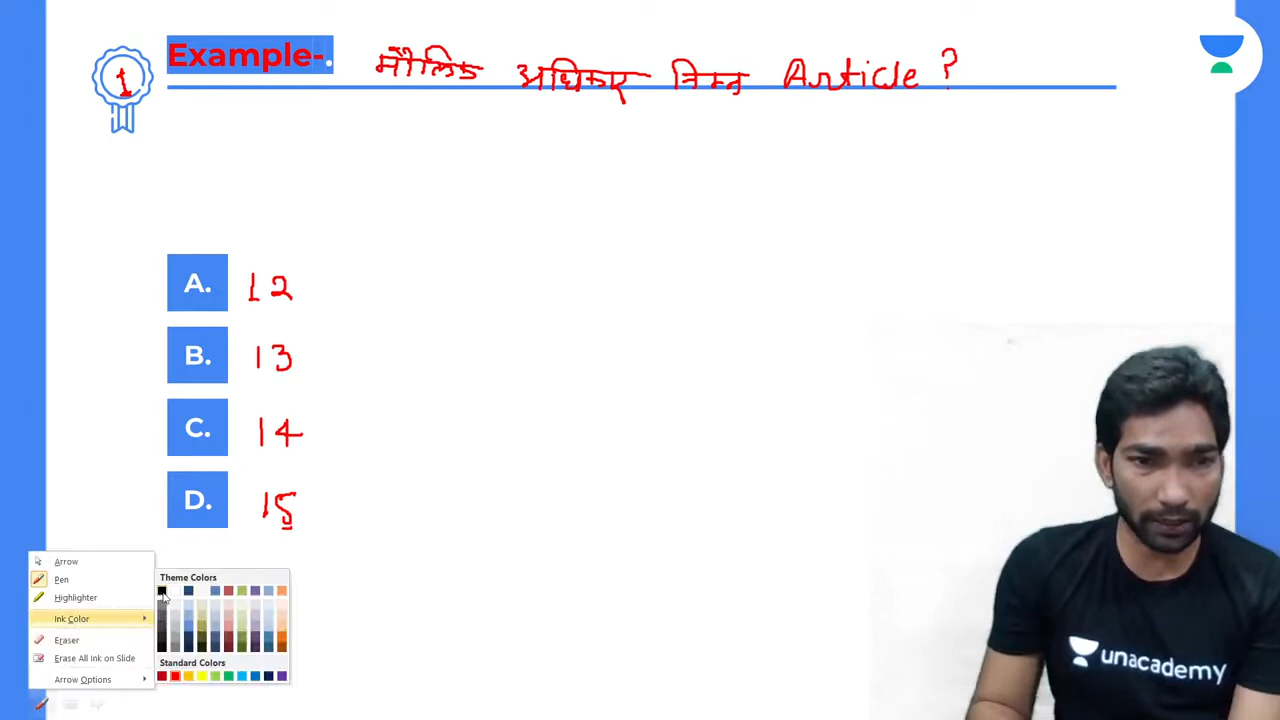 Example-.
1
मौलिक अधिकार निम्न Article ?
A. 12
B. 13
C. 14
D. 15
Arrow
Pen
Highlighter
Ink Color
Eraser
Erase All Ink on Slide
Arrow Options
Theme Colors
Standard Colors
unacademy